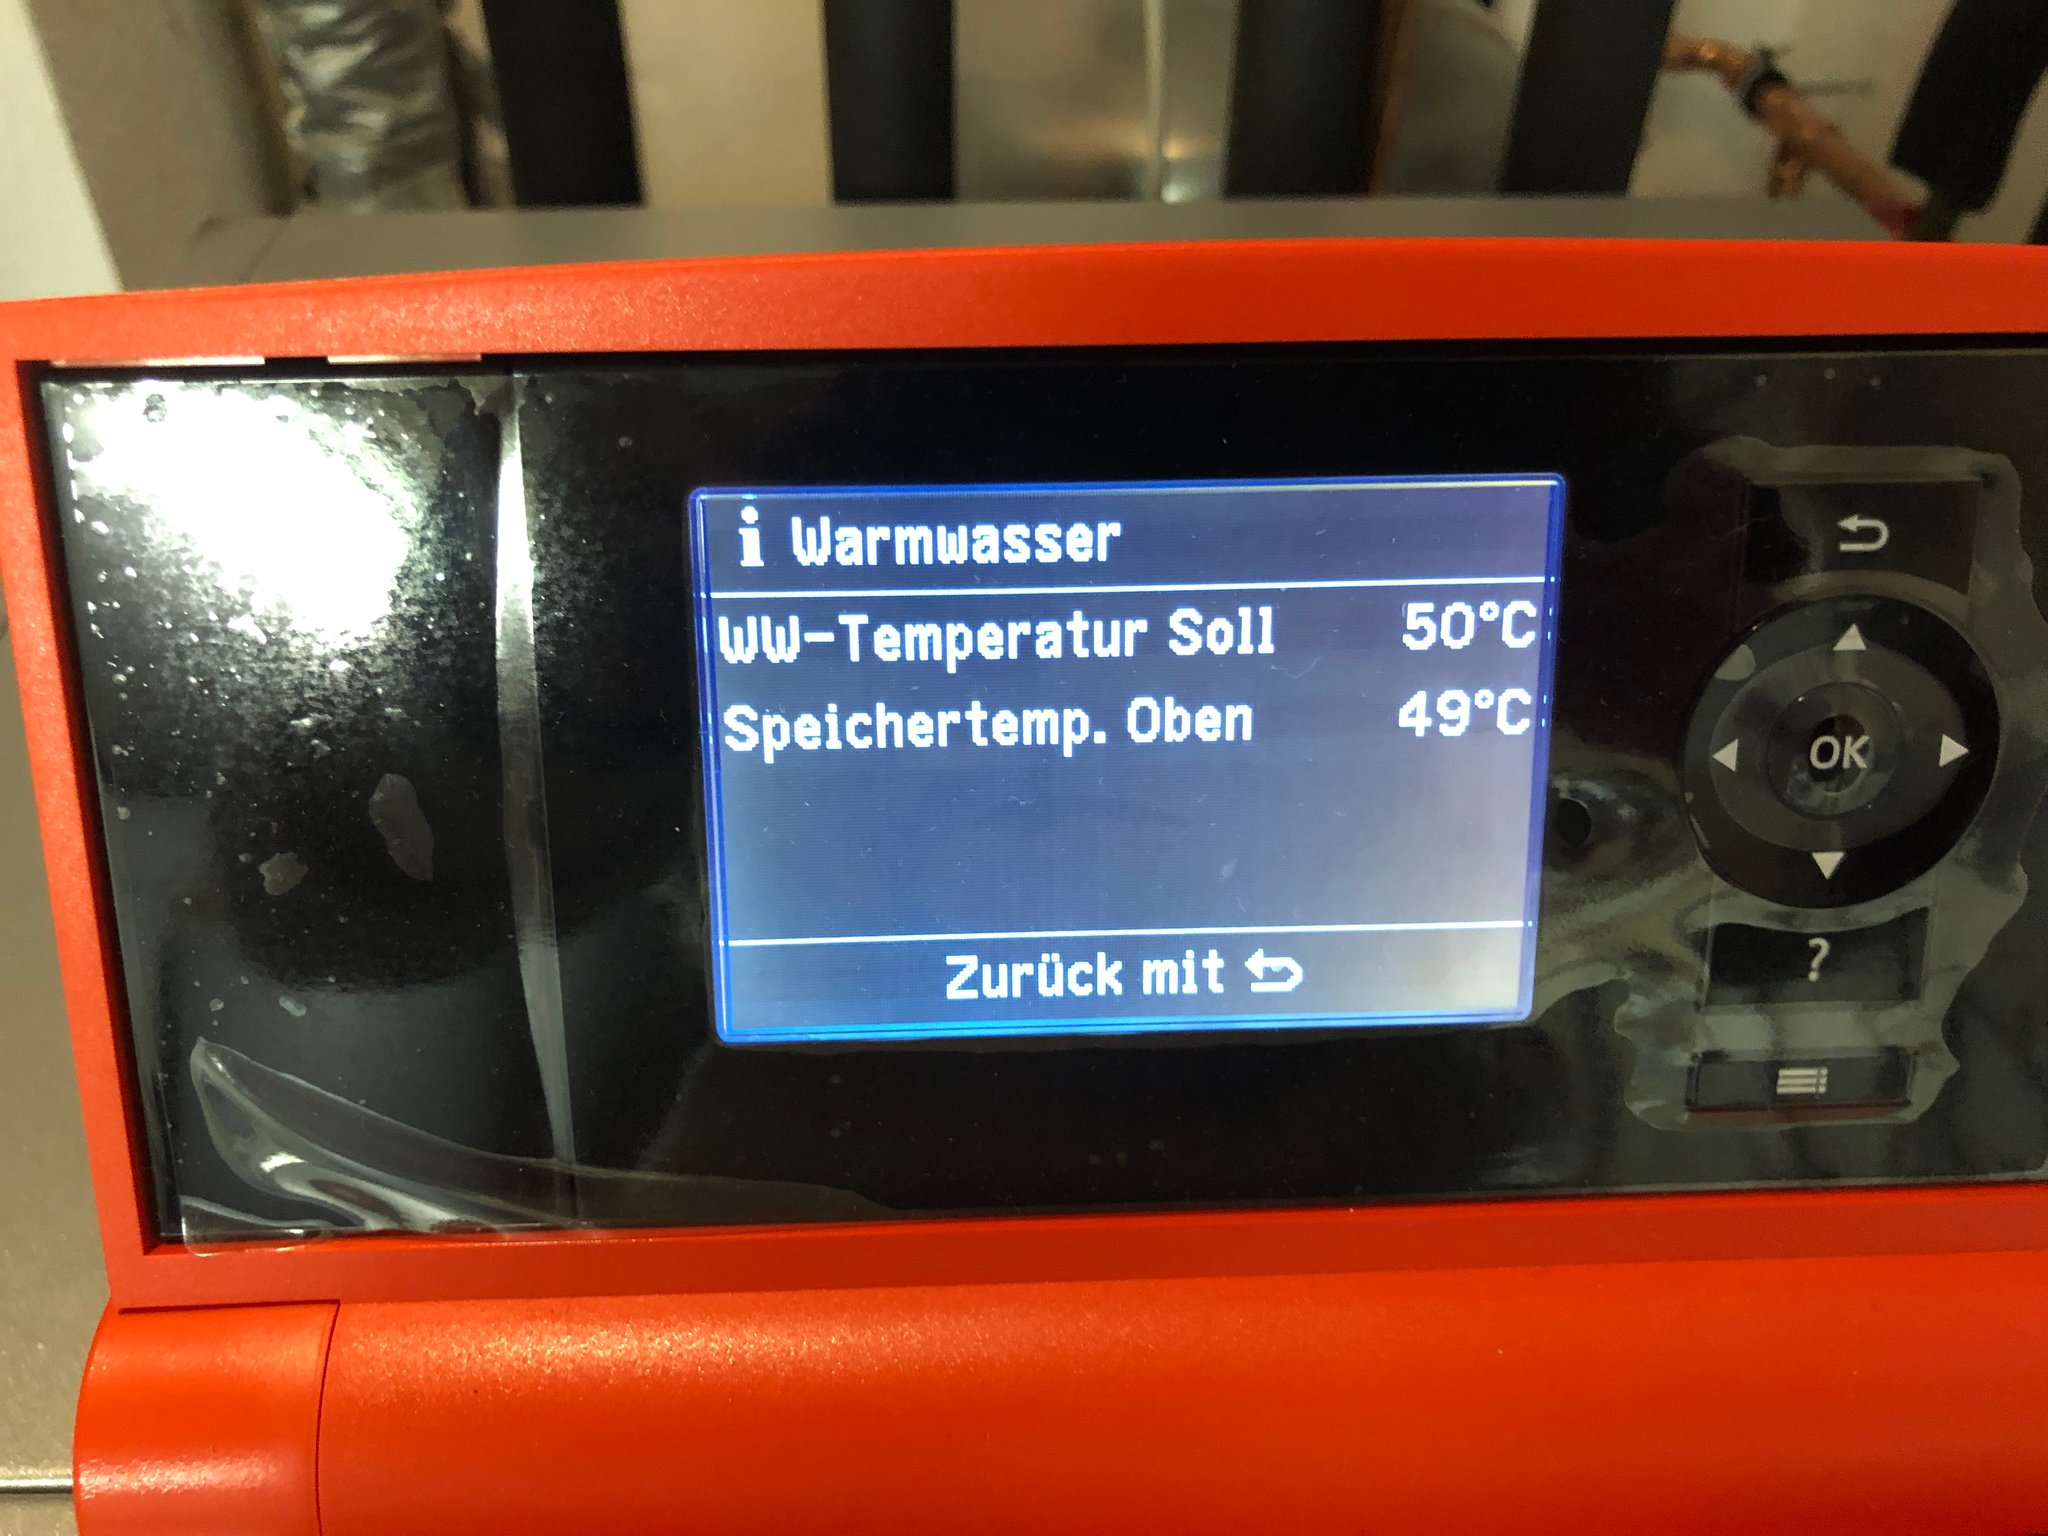 i Warmwasser
WW-Temperatur Soll 50°C
Speichertemp. Oben 49°C
Zurück mit
OK
?